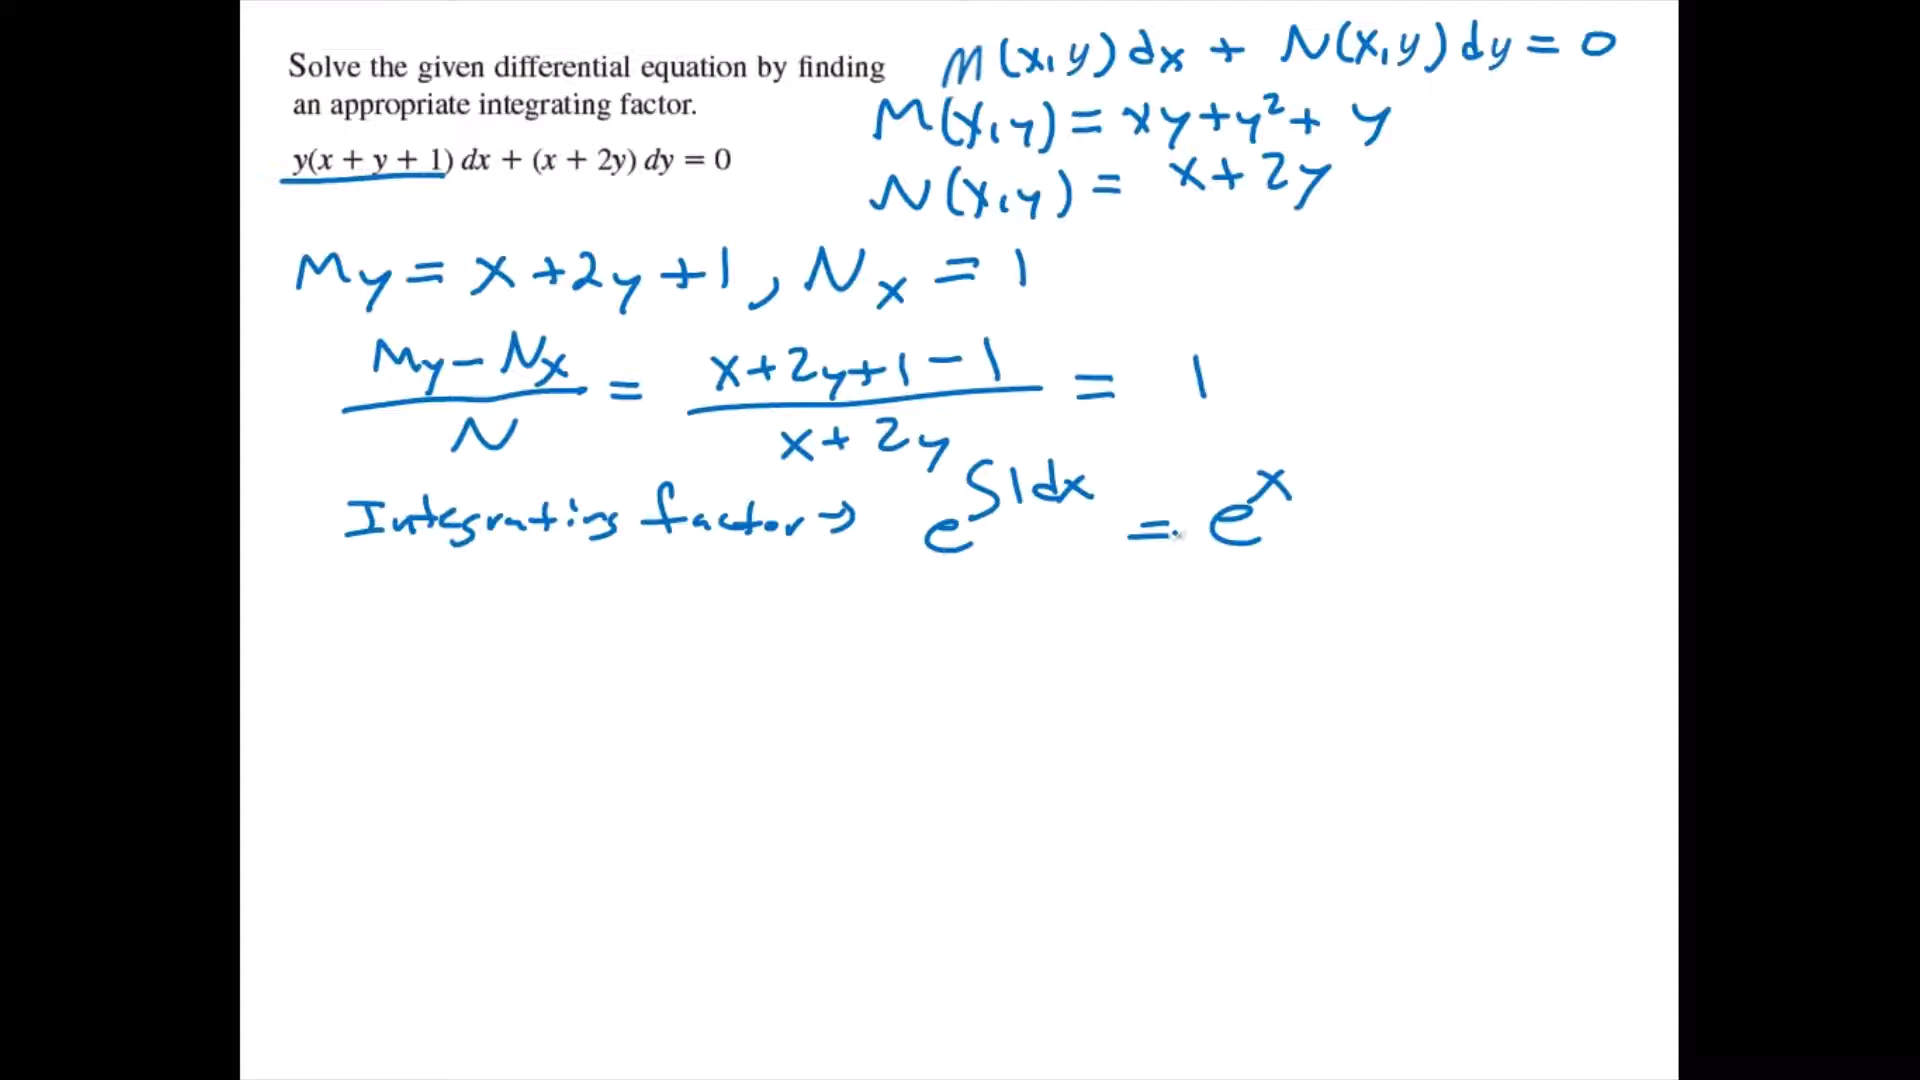 Solve the given differential equation by finding
an appropriate integrating factor.
y(x + y + 1) dx + (x + 2y) dy = 0
M(x,y)dx + N(x,y)dy = 0
M(x,y) = xy+y²+ y
N(x,y) = x+2y
My = x+2y+1, Nx = 1
My - Nx / N = x+2y+1-1 / x+2y = 1
Integrating factor→ e^∫1dx = e^x